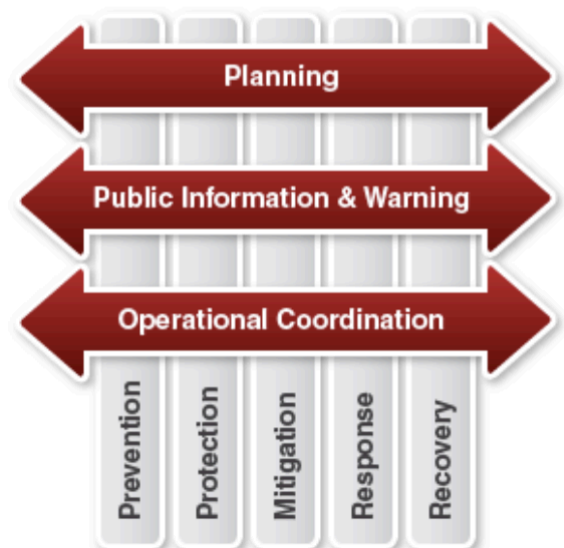 Planning
Public Information & Warning
Operational Coordination
Prevention
Protection
Mitigation
Response
Recovery